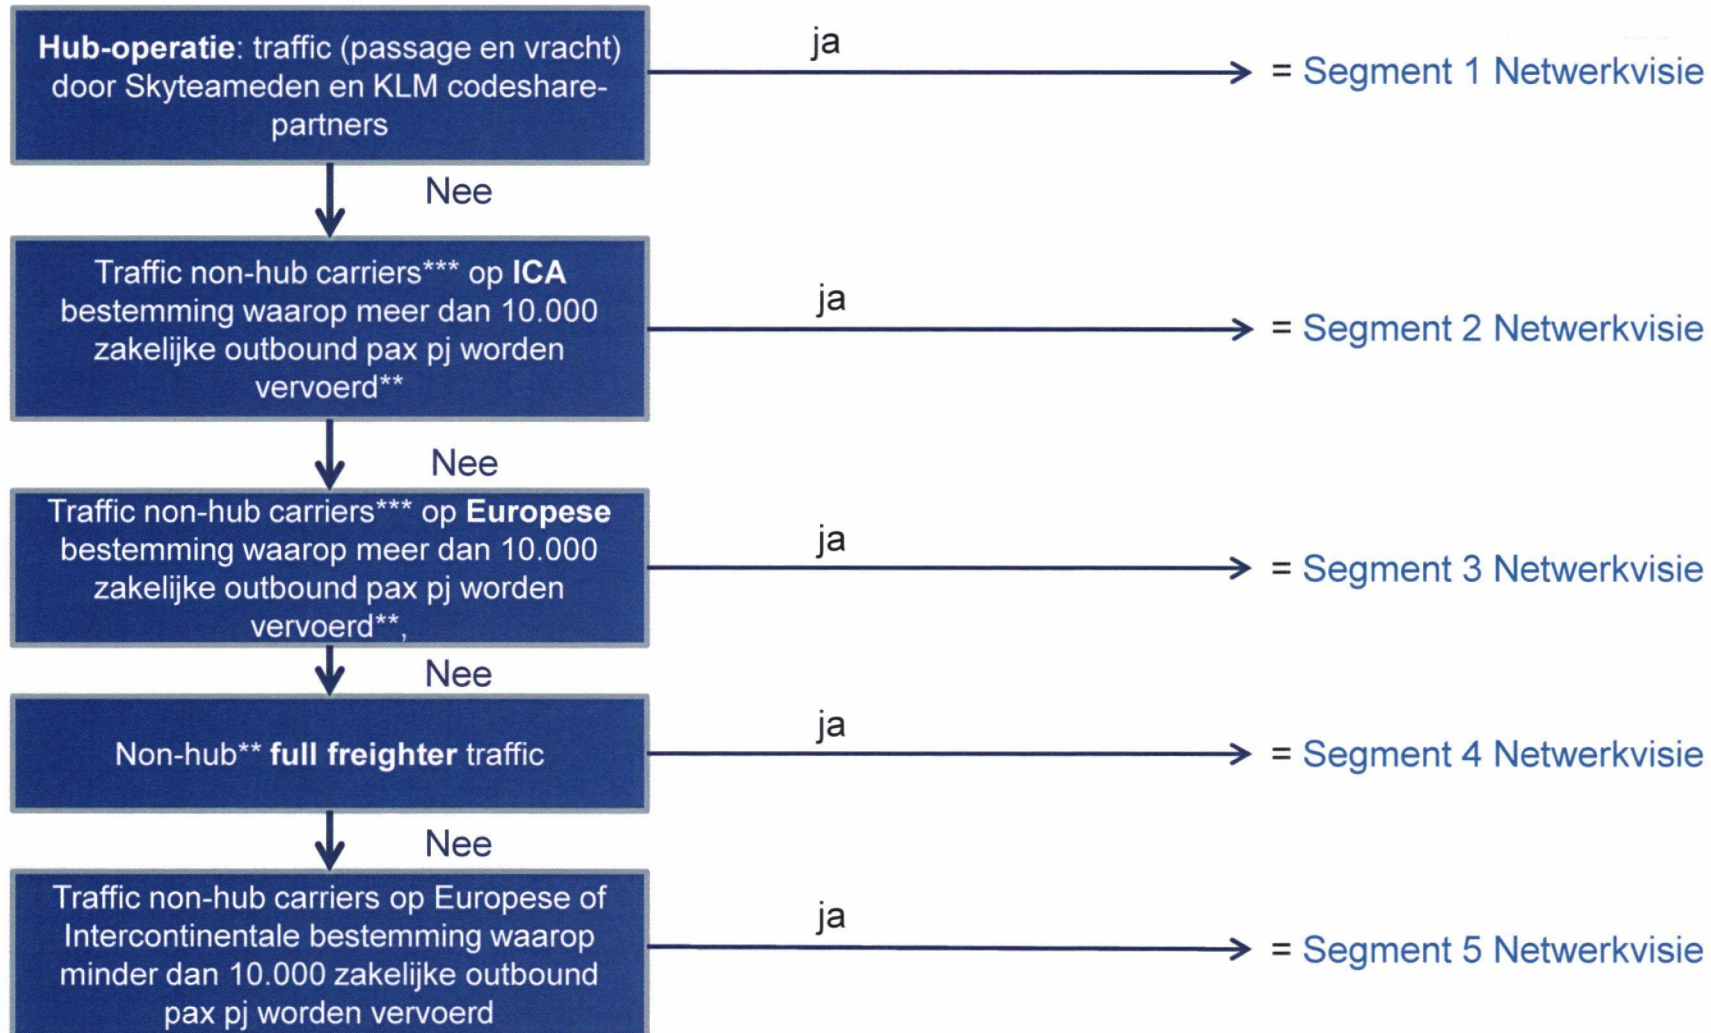 Hub-operatie: traffic (passage en vracht)
door Skyteameden en KLM codeshare-
partners
ja
= Segment 1 Netwerkvisie
Nee
Traffic non-hub carriers*** op ICA
bestemming waarop meer dan 10.000
zakelijke outbound pax pj worden
vervoerd**
ja
= Segment 2 Netwerkvisie
Nee
Traffic non-hub carriers*** op Europese
bestemming waarop meer dan 10.000
zakelijke outbound pax pj worden
vervoerd**,
ja
= Segment 3 Netwerkvisie
Nee
Non-hub** full freighter traffic
ja
= Segment 4 Netwerkvisie
Nee
Traffic non-hub carriers op Europese of
Intercontinentale bestemming waarop
minder dan 10.000 zakelijke outbound
pax pj worden vervoerd
ja
= Segment 5 Netwerkvisie